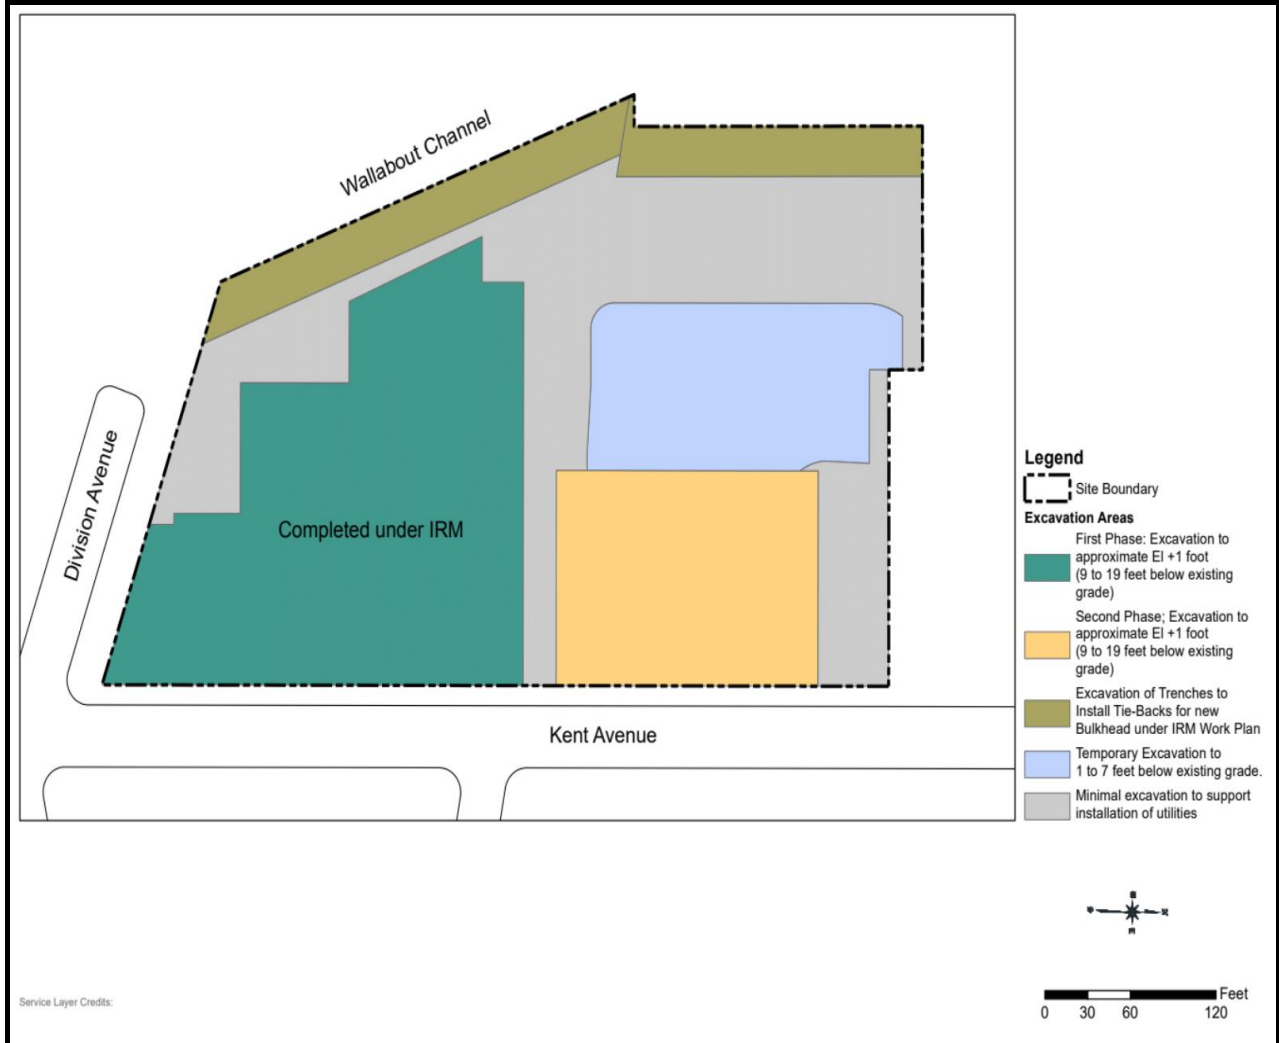 Wallabout Channel
Division Avenue
Completed under IRM
Kent Avenue
Legend
Site Boundary
Excavation Areas
First Phase: Excavation to
approximate El +1 foot
(9 to 19 feet below existing
grade)
Second Phase; Excavation to
approximate El +1 foot
(9 to 19 feet below existing
grade)
Excavation of Trenches to
Install Tie-Backs for new
Bulkhead under IRM Work Plan
Temporary Excavation to
1 to 7 feet below existing grade.
Minimal excavation to support
installation of utilities
Feet
0 30 60 120
Service Layer Credits: